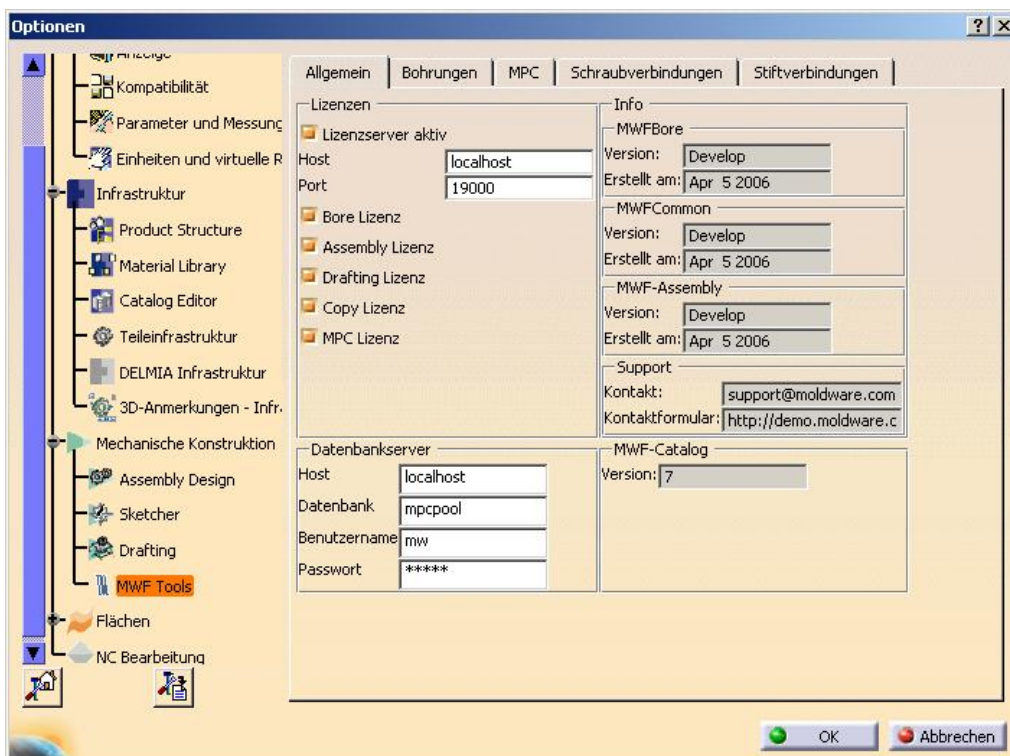 Optionen
Anzeige
Kompatibilität
Parameter und Messung
Einheiten und virtuelle R
Infrastruktur
Product Structure
Material Library
Catalog Editor
Teileinfrastruktur
DELMIA Infrastruktur
3D-Anmerkungen - Infr
Mechanische Konstruktion
Assembly Design
Sketcher
Drafting
MWF Tools
Flächen
NC Bearbeitung
Allgemein Bohrungen MPC Schraubverbindungen Stiftverbindungen
Lizenzen
Lizenzserver aktiv
Host localhost
Port 19000
Bore Lizenz
Assembly Lizenz
Drafting Lizenz
Copy Lizenz
MPC Lizenz
Datenbankserver
Host localhost
Datenbank mpcpool
Benutzername mw
Passwort *****
Info
MWFBore
Version: Develop
Erstellt am: Apr 5 2006
MWFCommon
Version: Develop
Erstellt am: Apr 5 2006
MWF-Assembly
Version: Develop
Erstellt am: Apr 5 2006
Support
Kontakt: support@moldware.com
Kontaktformular: http://demo.moldware.c
MWF-Catalog
Version: 7
OK Abbrechen